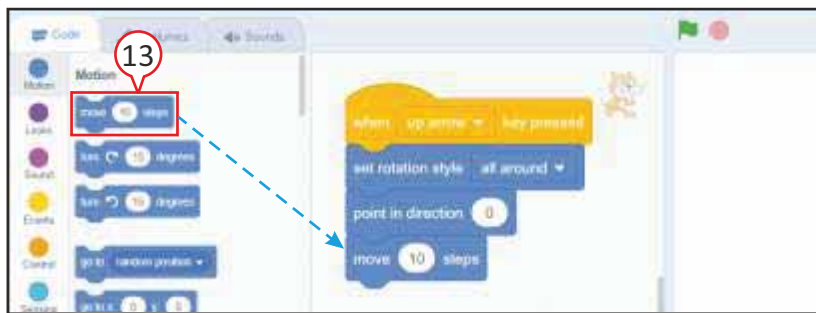 Code Sounds
13
Motion
Motion
move 10 steps
Looks
turn 15 degrees
Sound
turn 15 degrees
Events
Control
go to random position
Sensing
go to x: 0 y: 0
when up arrow key pressed
set rotation style all around
point in direction 0
move 10 steps